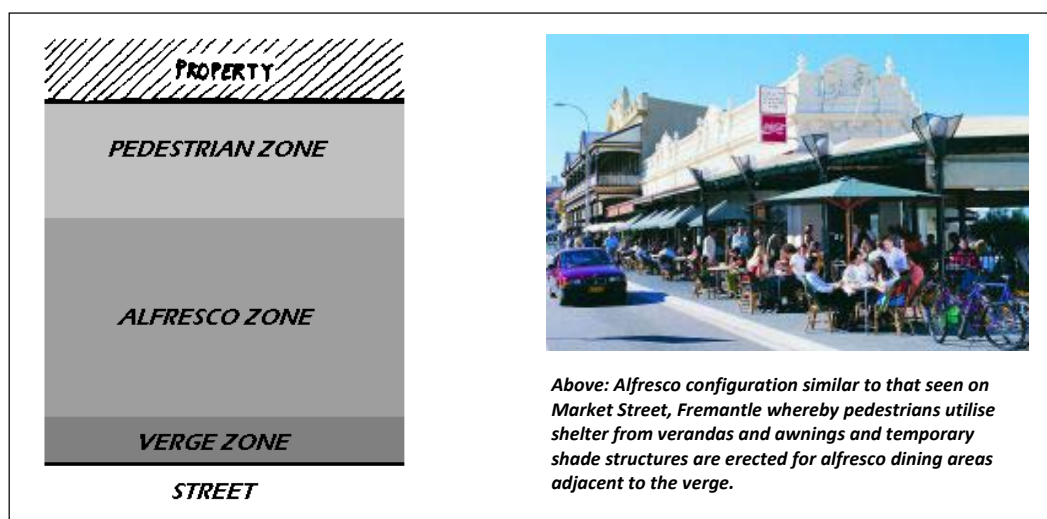 PROPERTY
PEDESTRIAN ZONE
ALFRESCO ZONE
VERGE ZONE
STREET
Above: Alfresco configuration similar to that seen on
Market Street, Fremantle whereby pedestrians utilise
shelter from verandas and awnings and temporary
shade structures are erected for alfresco dining areas
adjacent to the verge.